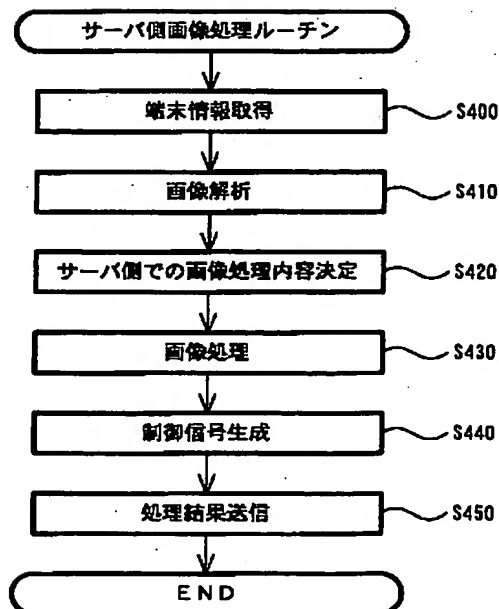 サーバ側画像処理ルーチン
端末情報取得
S400
画像解析
S410
サーバ側での画像処理内容決定
S420
画像処理
S430
制御信号生成
S440
処理結果送信
S450
END